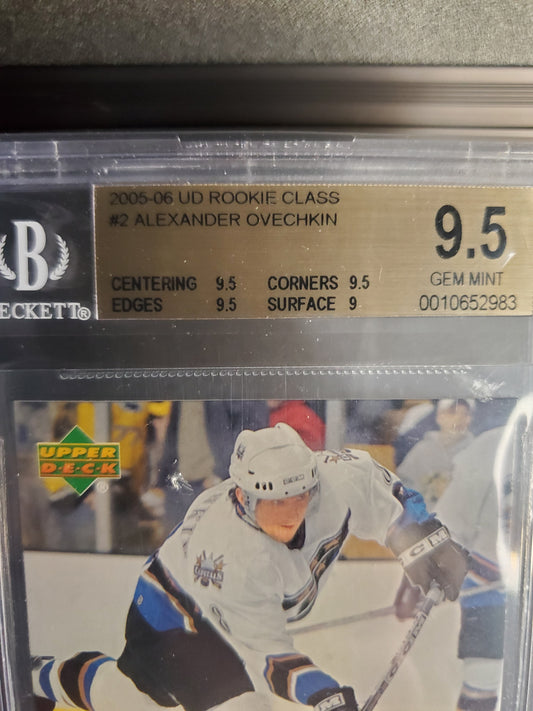 2005-06 UD ROOKIE CLASS
#2 ALEXANDER OVECHKIN
9.5
GEM MINT
0010652983
CENTERING 9.5 CORNERS 9.5
EDGES 9.5 SURFACE 9
B
BECKETT®
UPPER
DECK®
CAPITALS
CCM